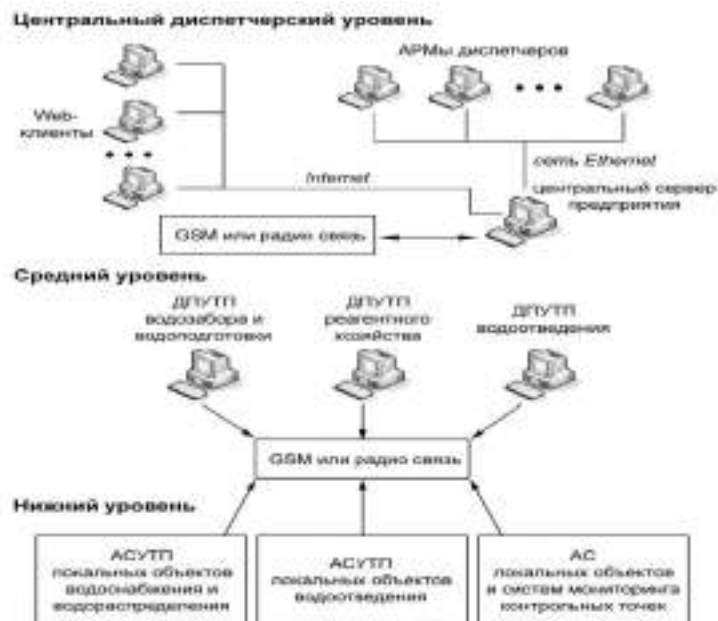 Центральный диспетчерский уровень
АРМы диспетчеров
Web-
клиенты
сеть Ethernet
Internet
центральный сервер
предприятия
GSM или радио связь
Средний уровень
ДПУТП
водозабора и
водоподготовки
ДПУТП
реагентного
хозяйства
ДПУТП
водоотведения
GSM или радио связь
Нижний уровень
АСУТП
локальных объектов
водоснабжения и
водораспределения
АСУТП
локальных объектов
водоотведения
АС
локальных объектов
и систем мониторинга
контрольных точек